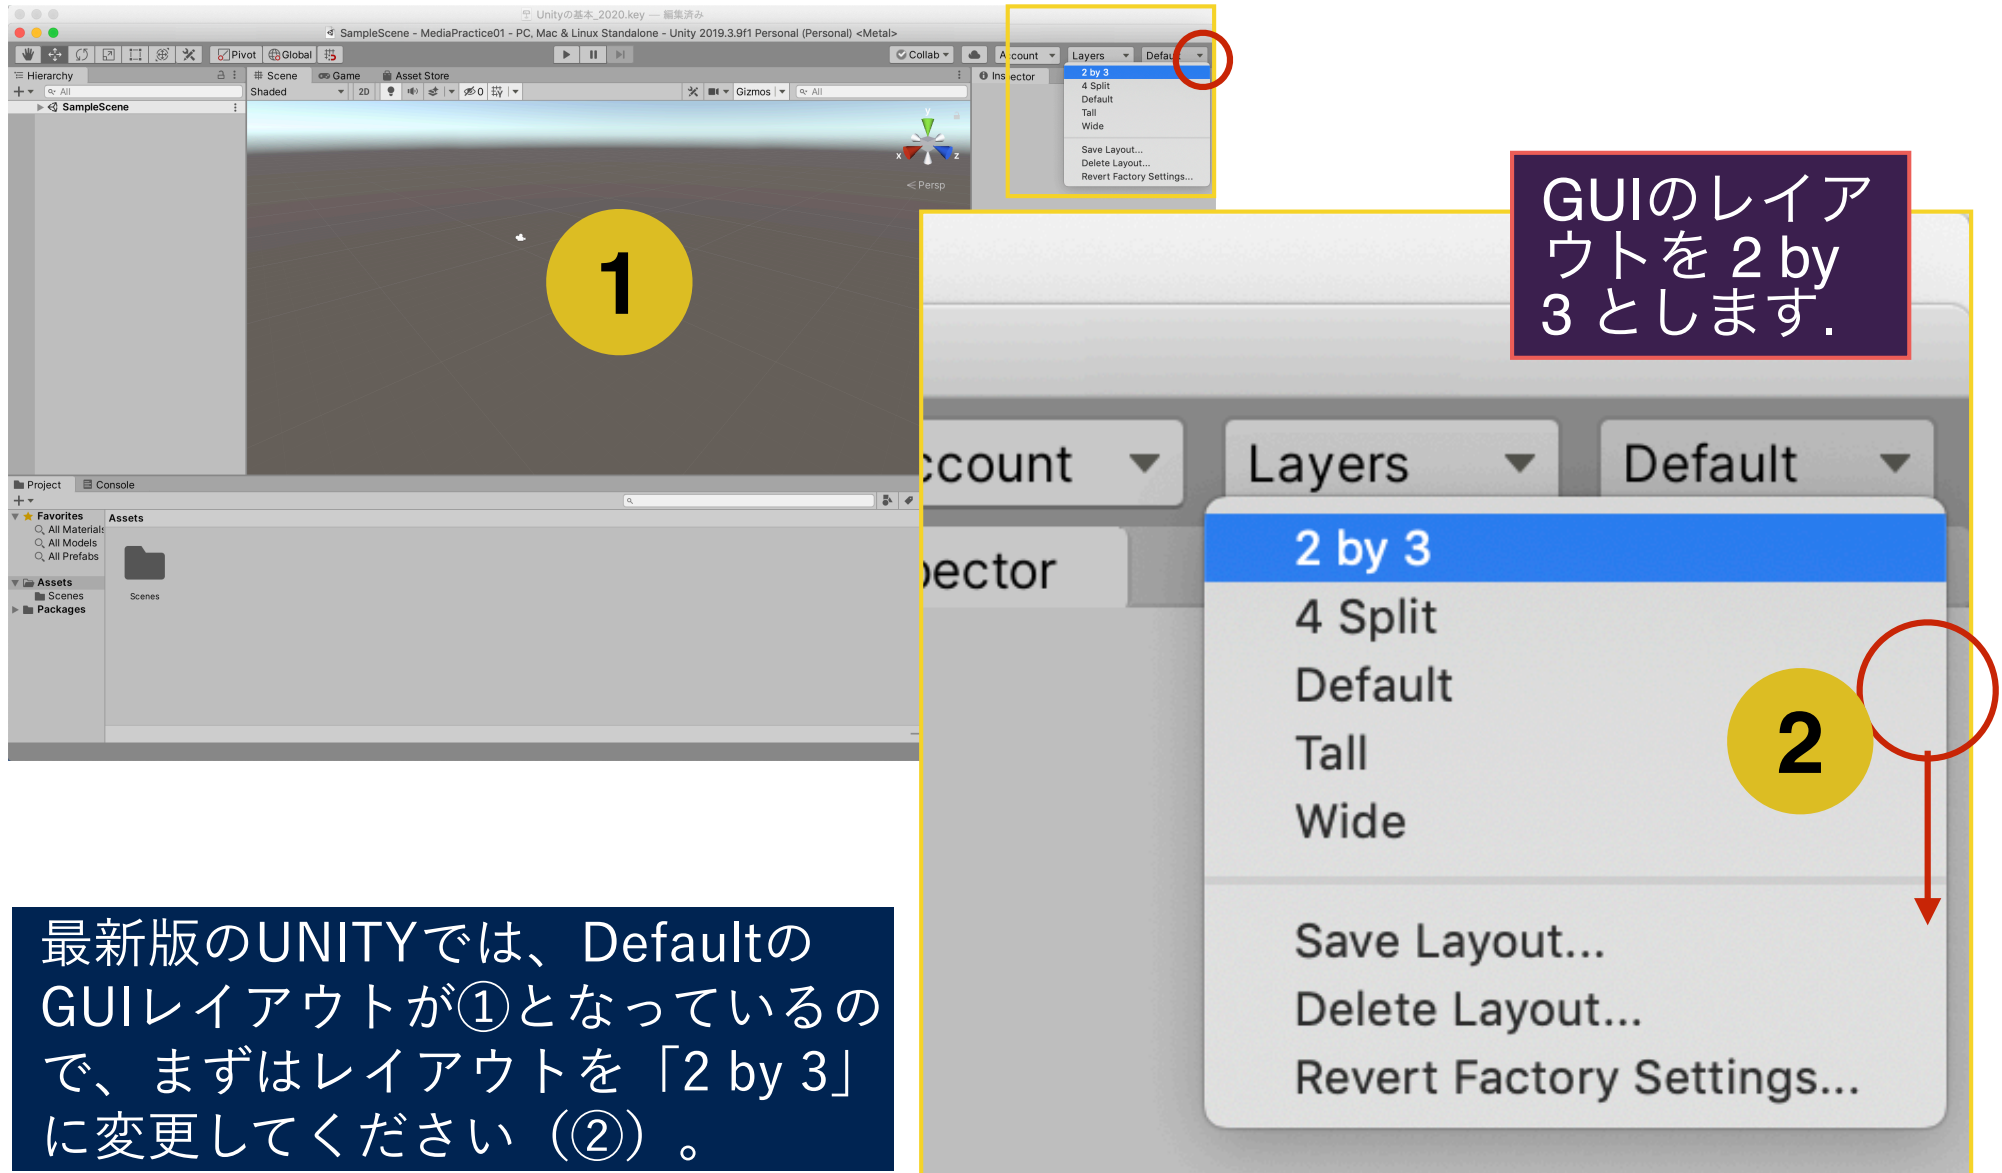 Unityの基本_2020.key — 編集済み
SampleScene - MediaPractice01 - PC, Mac & Linux Standalone - Unity 2019.3.9f1 Personal (Personal) <Metal>
Pivot Global Collab Account Layers Default
Hierarchy Scene Game Asset Store Inspector
All Shaded 2D 0 Gizmos All
SampleScene
2 by 3
4 Split
Default
Tall
Wide
Save Layout...
Delete Layout...
Revert Factory Settings...
y
x z
Persp
1
Project Console
Favorites
All Materials
All Models
All Prefabs
Assets
Scenes
Packages
Assets
Scenes
GUIのレイア
ウトを 2 by
3 とします.
ccount Layers Default
pector
2 by 3
4 Split
Default
Tall
Wide
Save Layout...
Delete Layout...
Revert Factory Settings...
2
最新版のUNITYでは、Defaultの
GUIレイアウトが①となっているの
で、まずはレイアウトを「2 by 3」
に変更してください（②）。